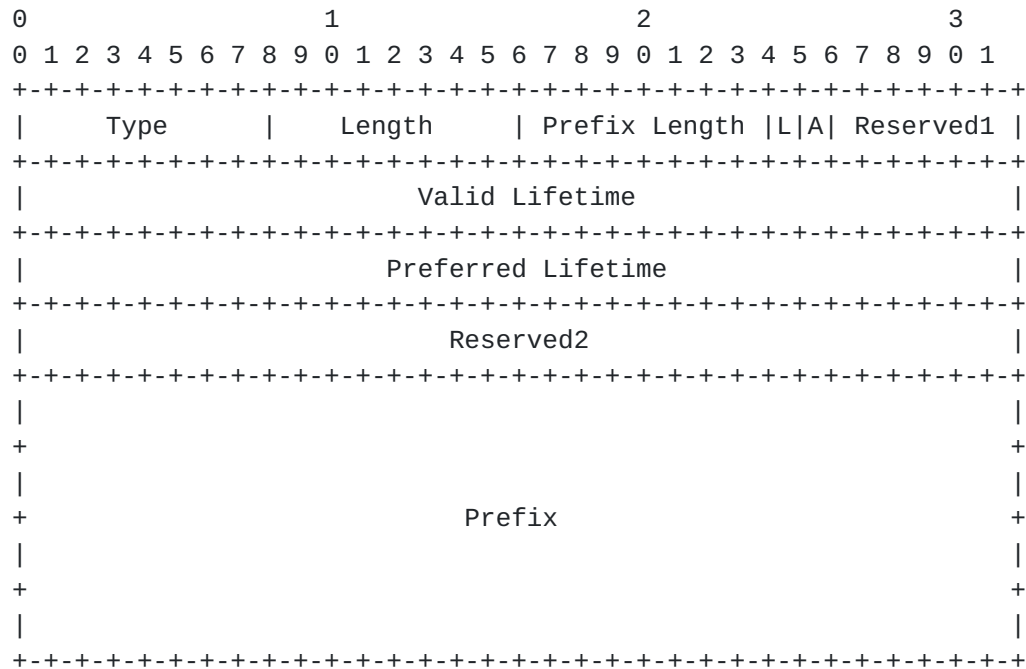 0                   1                   2                   3
0 1 2 3 4 5 6 7 8 9 0 1 2 3 4 5 6 7 8 9 0 1 2 3 4 5 6 7 8 9 0 1
+-+-+-+-+-+-+-+-+-+-+-+-+-+-+-+-+-+-+-+-+-+-+-+-+-+-+-+-+-+-+-+-+
|     Type      |    Length     | Prefix Length |L|A| Reserved1 |
+-+-+-+-+-+-+-+-+-+-+-+-+-+-+-+-+-+-+-+-+-+-+-+-+-+-+-+-+-+-+-+-+
|                         Valid Lifetime                        |
+-+-+-+-+-+-+-+-+-+-+-+-+-+-+-+-+-+-+-+-+-+-+-+-+-+-+-+-+-+-+-+-+
|                       Preferred Lifetime                      |
+-+-+-+-+-+-+-+-+-+-+-+-+-+-+-+-+-+-+-+-+-+-+-+-+-+-+-+-+-+-+-+-+
|                           Reserved2                           |
+-+-+-+-+-+-+-+-+-+-+-+-+-+-+-+-+-+-+-+-+-+-+-+-+-+-+-+-+-+-+-+-+
|                                                               |
+                                                               +
|                                                               |
+                            Prefix                             +
|                                                               |
+                                                               +
|                                                               |
+-+-+-+-+-+-+-+-+-+-+-+-+-+-+-+-+-+-+-+-+-+-+-+-+-+-+-+-+-+-+-+-+